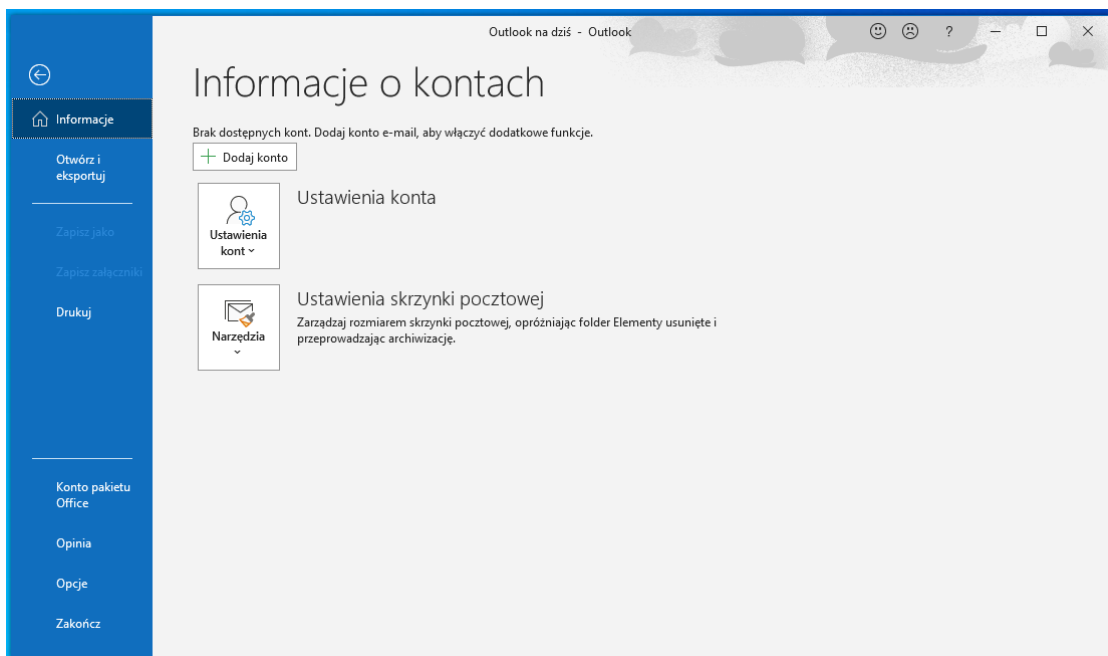 Outlook na dziś - Outlook
?
Informacje o kontach
Informacje
Brak dostępnych kont. Dodaj konto e-mail, aby włączyć dodatkowe funkcje.
Dodaj konto
Otwórz i
eksportuj
Ustawienia konta
Ustawienia
kont
Zapisz jako
Zapisz załączniki
Ustawienia skrzynki pocztowej
Zarządzaj rozmiarem skrzynki pocztowej, opróżniając folder Elementy usunięte i
przeprowadzając archiwizację.
Narzędzia
Drukuj
Konto pakietu
Office
Opinia
Opcje
Zakończ